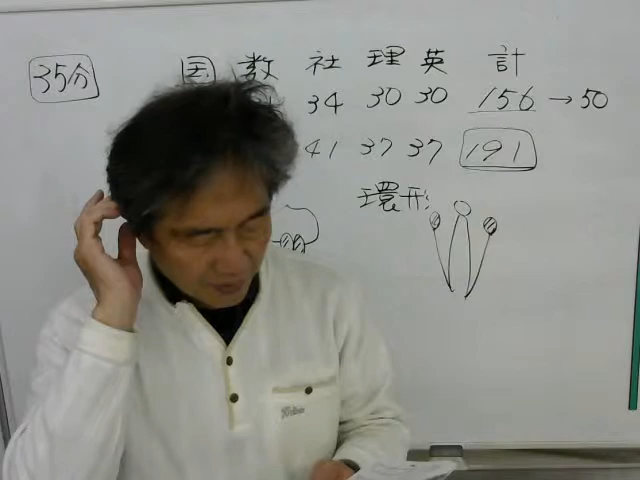 35分
国 数 社 理 英 計
34 30 30 156 → 50
41 37 37 191
環形